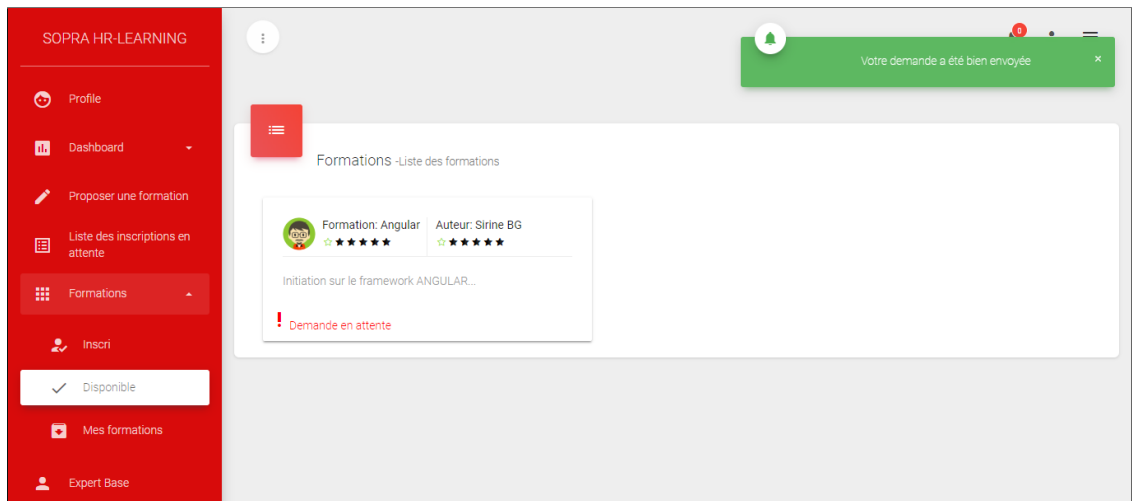 SOPRA HR-LEARNING
Profile
Dashboard
Proposer une formation
Liste des inscriptions en
attente
Formations
Inscri
Disponible
Mes formations
Expert Base
0
Votre demande a été bien envoyée ×
Formations -Liste des formations
Formation: Angular
Auteur: Sirine BG
Initiation sur le framework ANGULAR...
! Demande en attente